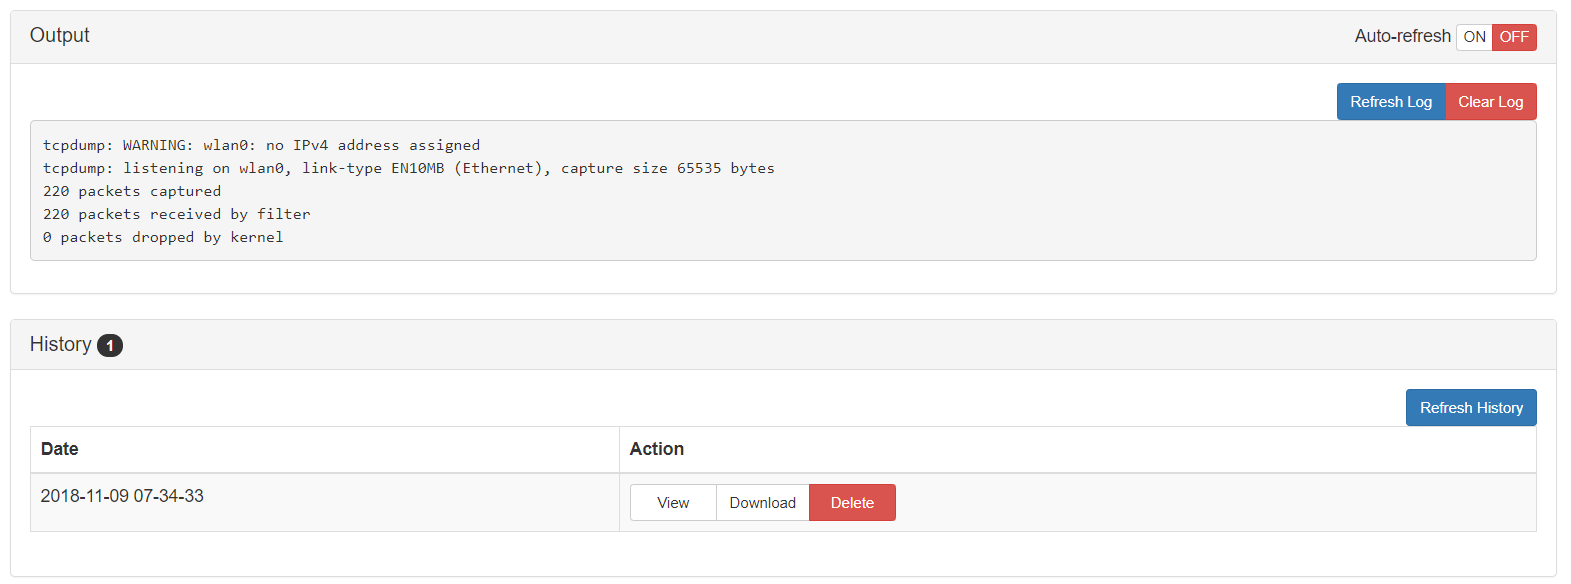 Output
Auto-refresh ON OFF
Refresh Log Clear Log
tcpdump: WARNING: wlan0: no IPv4 address assigned
tcpdump: listening on wlan0, link-type EN10MB (Ethernet), capture size 65535 bytes
220 packets captured
220 packets received by filter
0 packets dropped by kernel
History 1
Refresh History
Date Action
2018-11-09 07-34-33 View Download Delete